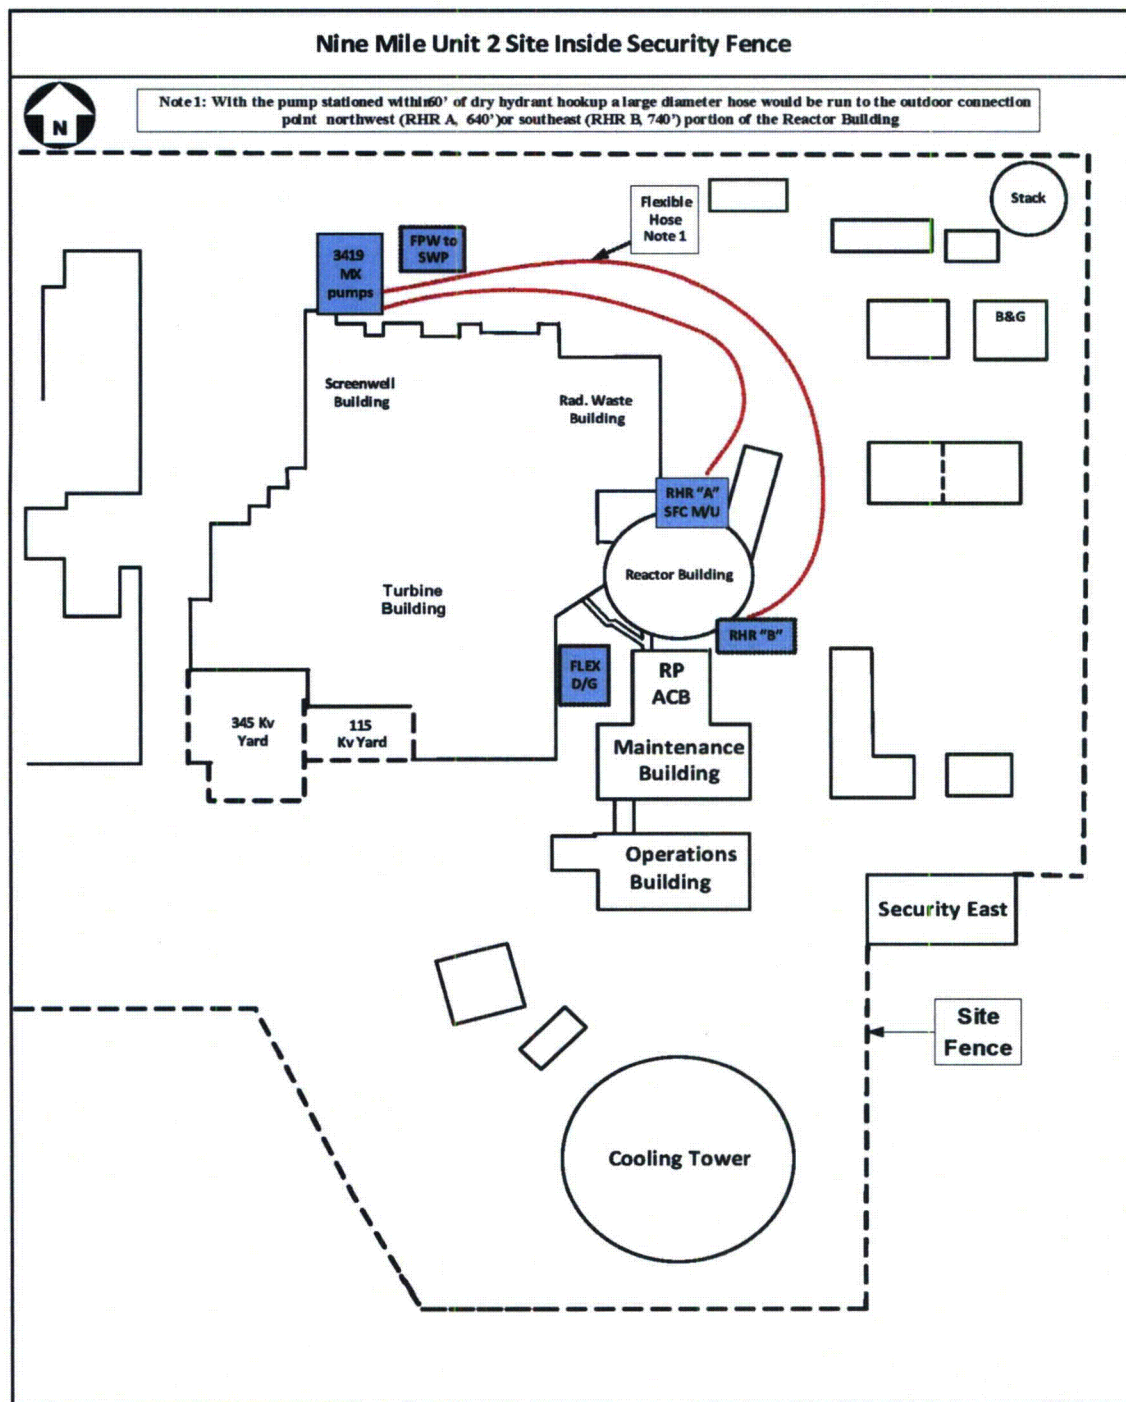 Nine Mile Unit 2 Site Inside Security Fence
N
Note 1: With the pump stationed within60' of dry hydrant hookup a large diameter hose would be run to the outdoor connection
point northwest (RHR A, 640')or southeast (RHR B, 740') portion of the Reactor Building
Stack
Flexible
Hose
Note 1
FPW to
SWP
3419
MX
pumps
B&G
Screenwell
Building
Rad. Waste
Building
RHR "A"
SFC M/U
Reactor Building
Turbine
Building
RHR "B"
FLEX
D/G
RP
ACB
345 Kv
Yard
115
Kv Yard
Maintenance
Building
Operations
Building
Security East
Site
Fence
Cooling Tower